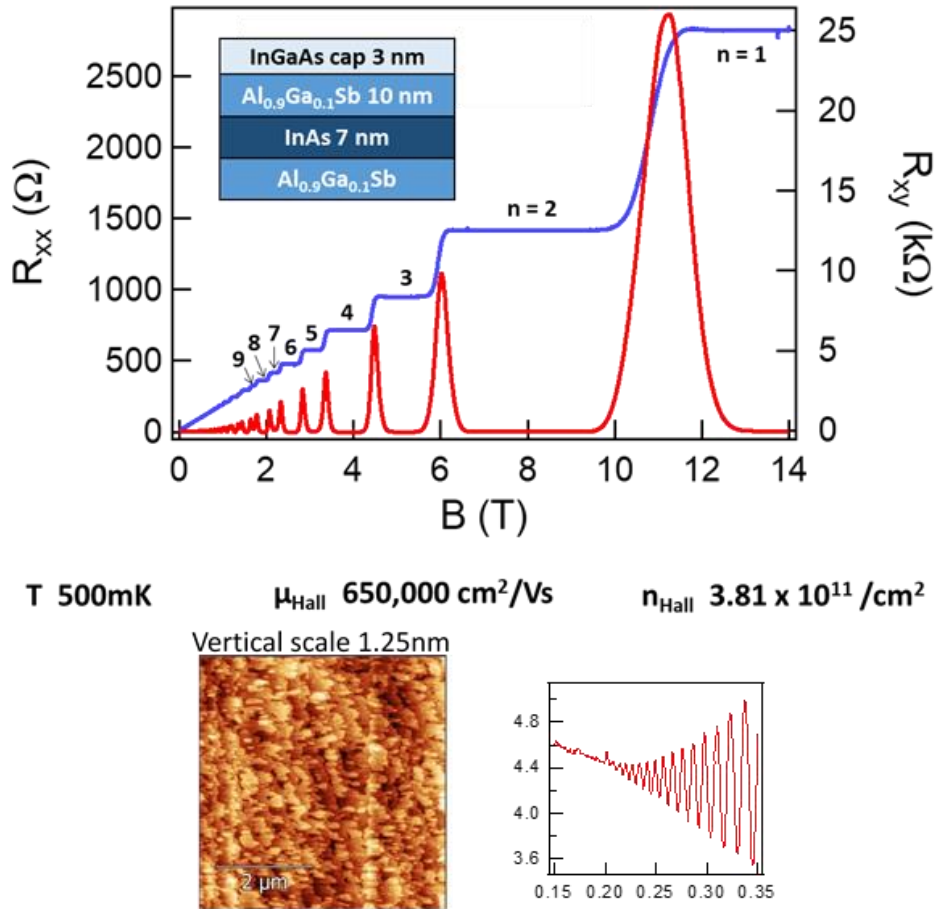 2500
2000
1500
1000
500
0
R_xx (Ω)
InGaAs cap 3 nm
Al₀.₉Ga₀.₁Sb 10 nm
InAs 7 nm
Al₀.₉Ga₀.₁Sb
9
8
7
6
5
4
3
n = 2
n = 1
25
20
15
10
5
0
R_xy (kΩ)
0 2 4 6 8 10 12 14
B (T)
T 500mK μ_Hall 650,000 cm²/Vs n_Hall 3.81 x 10¹¹ /cm²
Vertical scale 1.25nm
2 μm
4.8
4.4
4.0
3.6
0.15 0.20 0.25 0.30 0.35